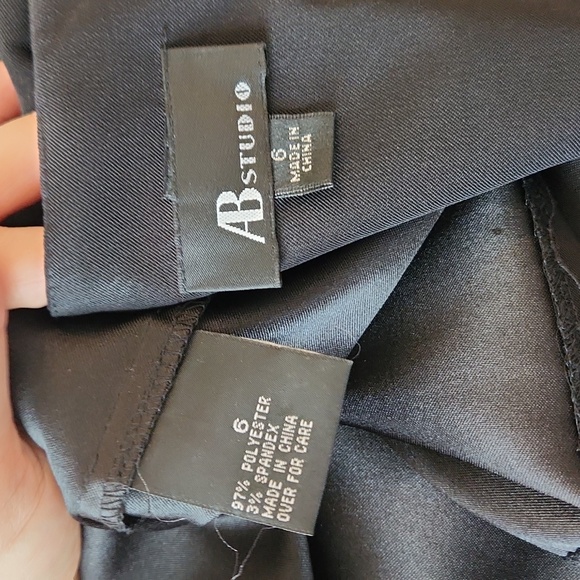 AB STUDIO
6
MADE IN
CHINA
6
97% POLYESTER
3% SPANDEX
MADE IN CHINA
OVER FOR CARE